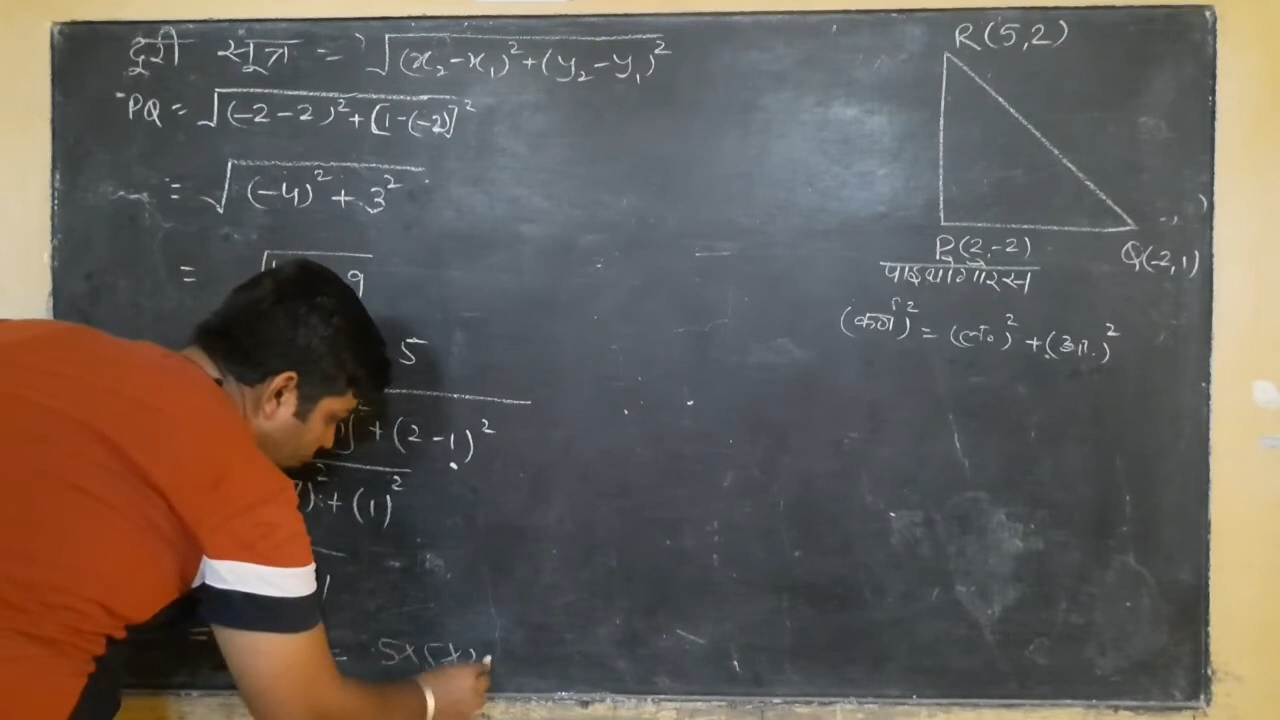 दूरी सूत्र = √(x₂-x₁)²+(y₂-y₁)²
PQ = √(-2-2)²+[1-(-2)]²
= √(-4)²+3²
= 9
5
]²+(2-1)²
)²+(1)²
1
= 5×5×
R(5,2)
P(2,-2)
Q(-2,1)
पाइथागोरस
(कर्ण)² = (लं०)² + (आ.)²